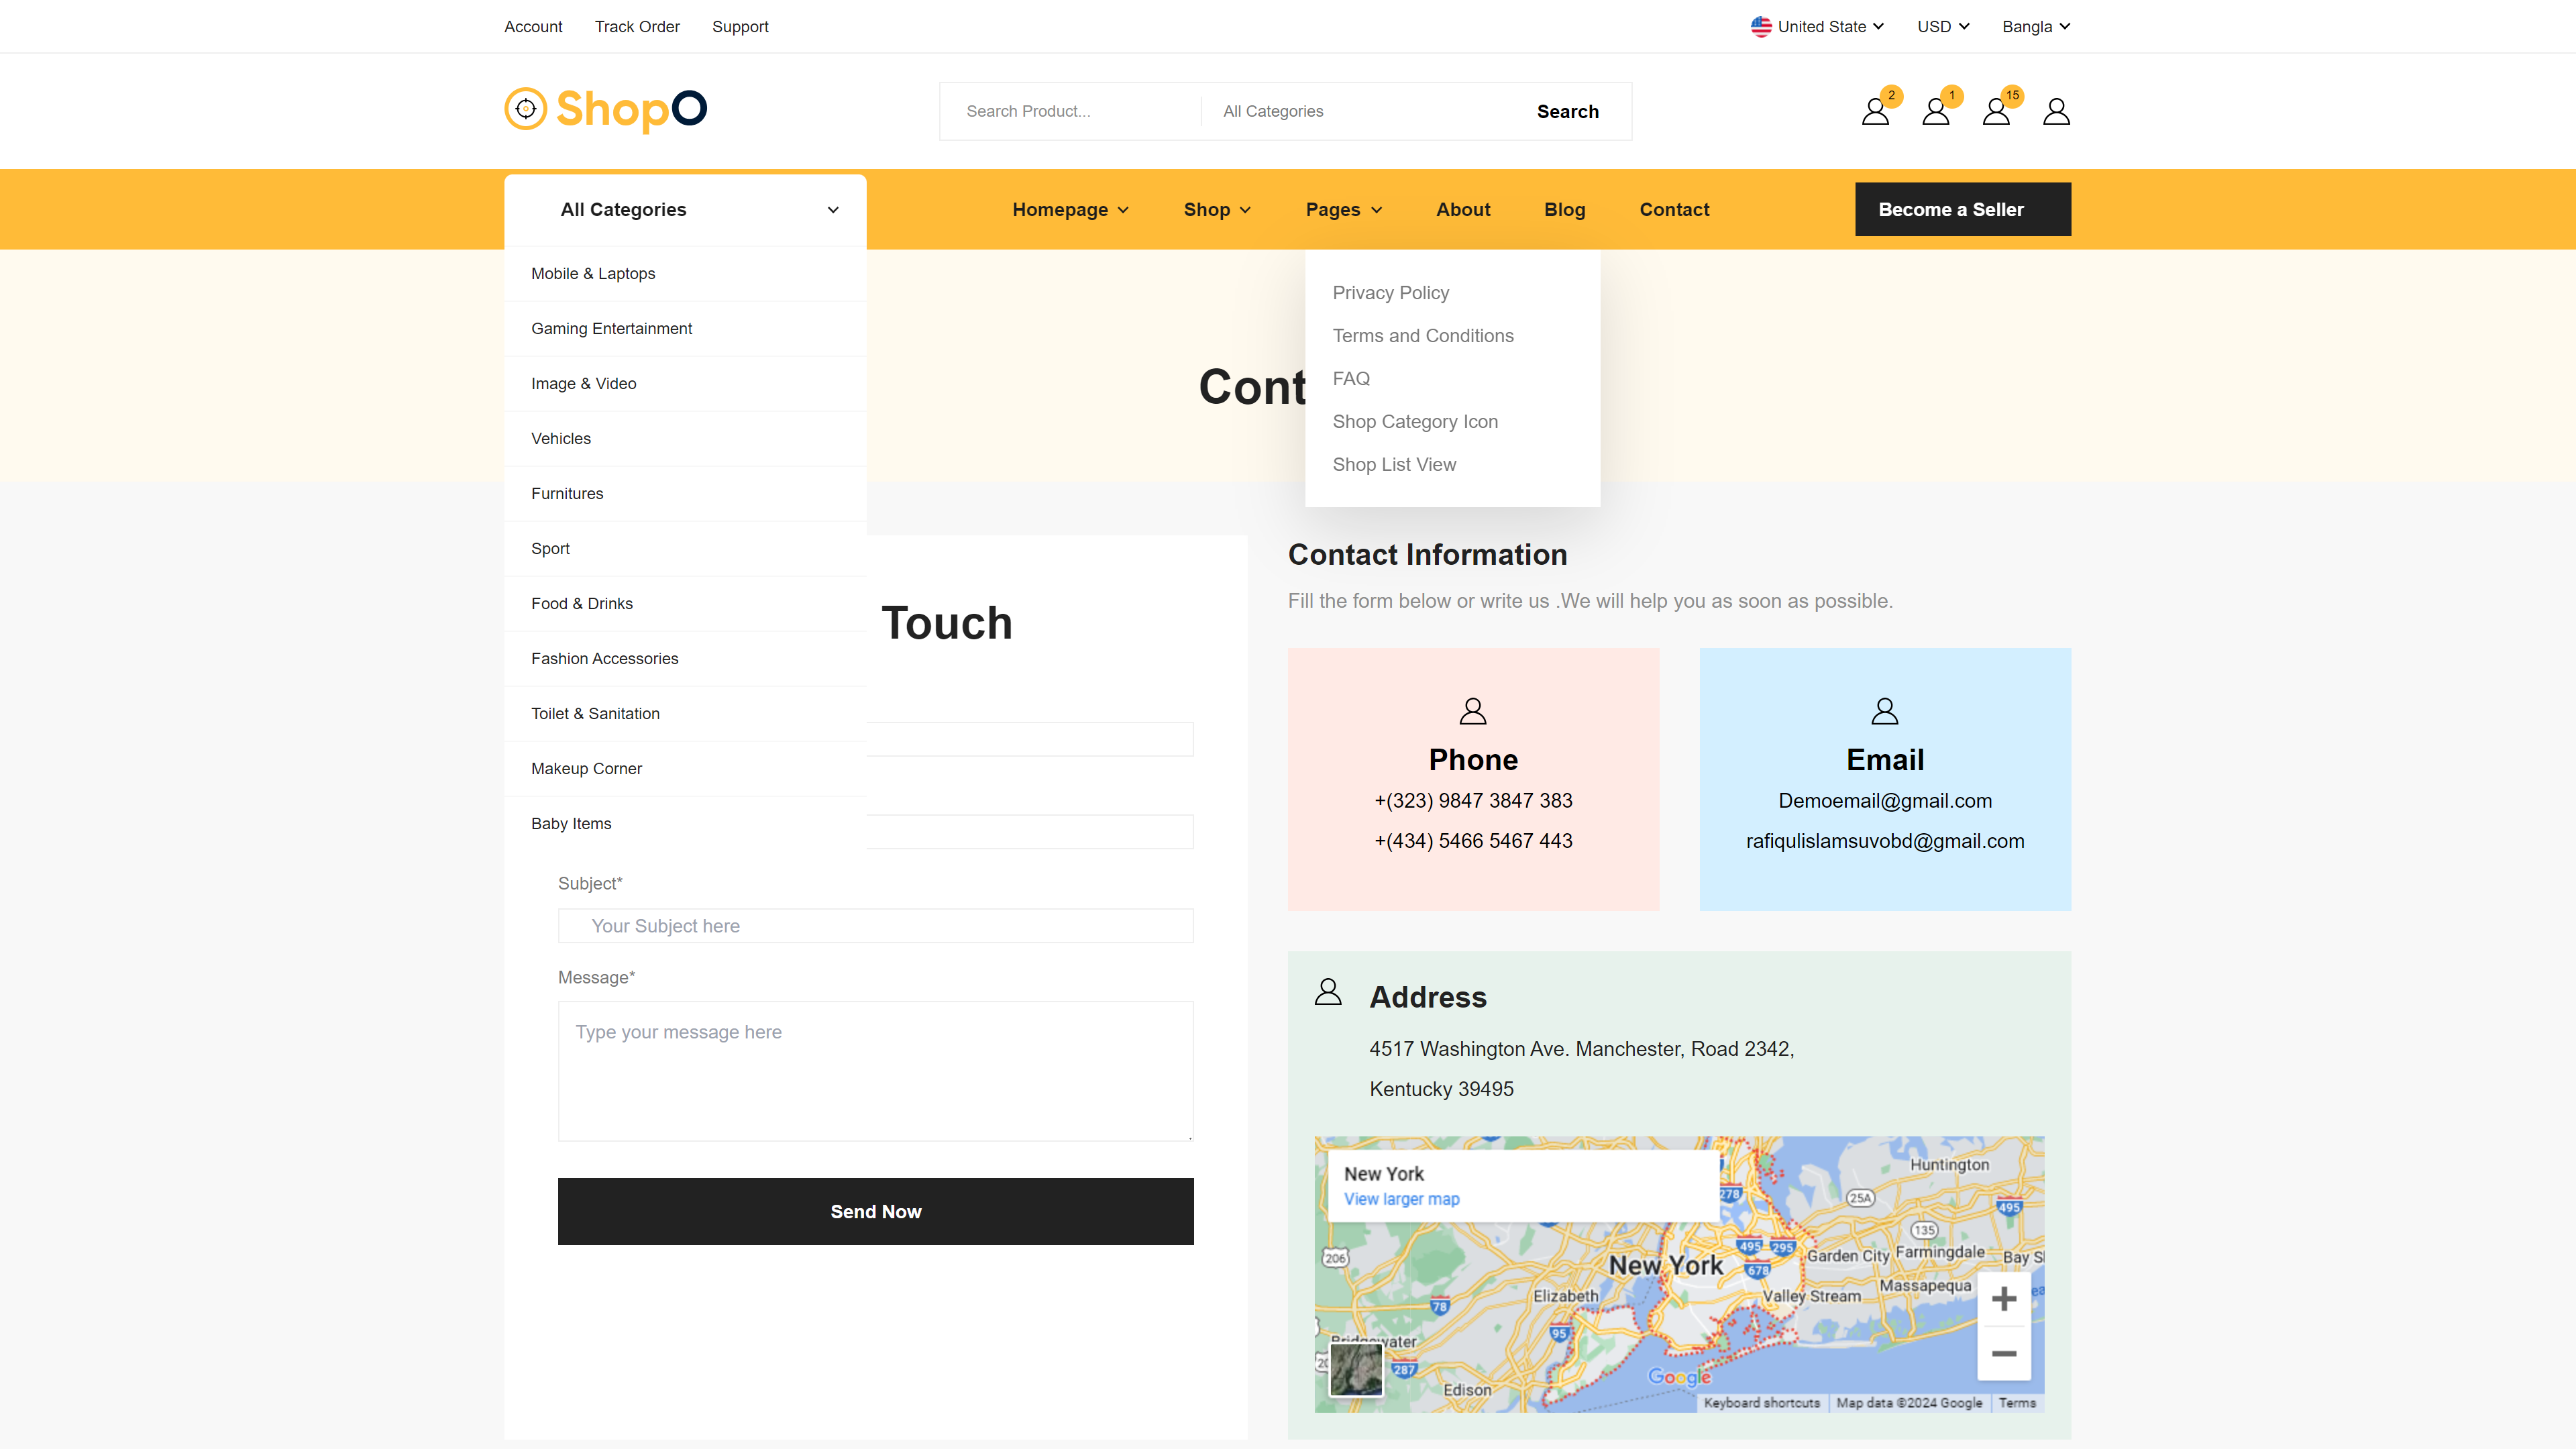 Account Track Order Support
United State USD Bangla
ShopO
Search Product... All Categories Search
2 1 15
All Categories
Homepage Shop Pages About Blog Contact
Become a Seller
Mobile & Laptops
Gaming Entertainment
Image & Video
Vehicles
Furnitures
Sport
Food & Drinks
Fashion Accessories
Toilet & Sanitation
Makeup Corner
Baby Items
Privacy Policy
Terms and Conditions
FAQ
Shop Category Icon
Shop List View
Cont
Touch
Subject*
Your Subject here
Message*
Type your message here
Send Now
Contact Information
Fill the form below or write us .We will help you as soon as possible.
Phone
+(323) 9847 3847 383
+(434) 5466 5467 443
Email
Demoemail@gmail.com
rafiqulislamsuvobd@gmail.com
Address
4517 Washington Ave. Manchester, Road 2342,
Kentucky 39495
New York
View larger map
278
Huntington
25A
495
135
206
New York
495 295
678
Garden City
Farmingdale
Bay S
Massapequa
Elizabeth
Valley Stream
78
95
287
Edison
Google
Keyboard shortcuts Map data ©2024 Google Terms